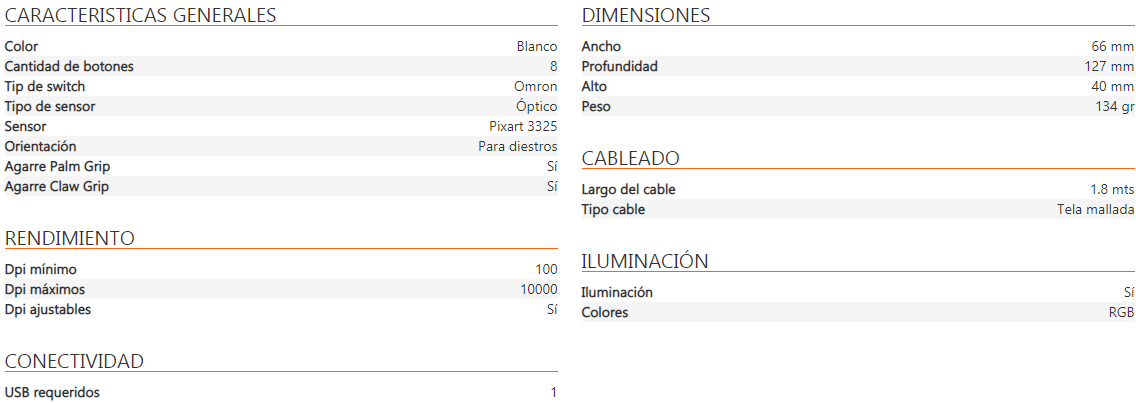 CARACTERISTICAS GENERALES
Color Blanco
Cantidad de botones 8
Tip de switch Omron
Tipo de sensor Óptico
Sensor Pixart 3325
Orientación Para diestros
Agarre Palm Grip Sí
Agarre Claw Grip Sí
RENDIMIENTO
Dpi mínimo 100
Dpi máximos 10000
Dpi ajustables Sí
CONECTIVIDAD
USB requeridos 1
DIMENSIONES
Ancho 66 mm
Profundidad 127 mm
Alto 40 mm
Peso 134 gr
CABLEADO
Largo del cable 1.8 mts
Tipo cable Tela mallada
ILUMINACIÓN
Iluminación Sí
Colores RGB